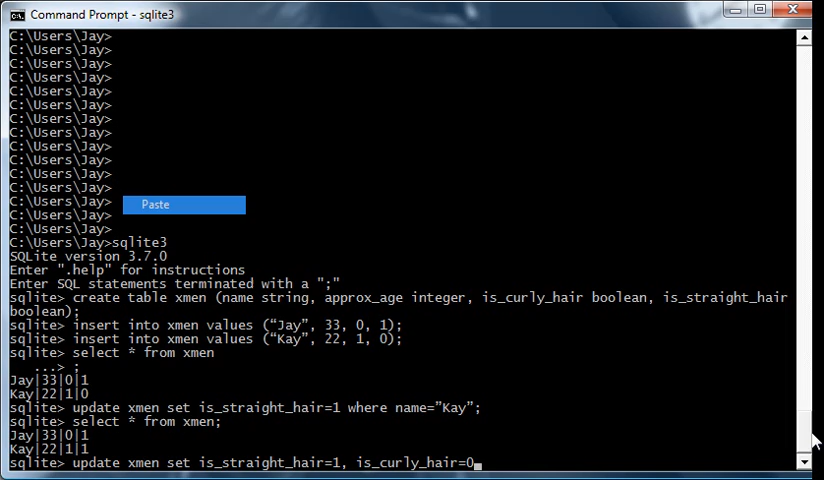 Command Prompt - sqlite3
C:\Users\Jay>
C:\Users\Jay>
C:\Users\Jay>
C:\Users\Jay>
C:\Users\Jay>
C:\Users\Jay>
C:\Users\Jay>
C:\Users\Jay>
C:\Users\Jay>
C:\Users\Jay>
C:\Users\Jay>
C:\Users\Jay>
C:\Users\Jay>
Paste
C:\Users\Jay>
C:\Users\Jay>
C:\Users\Jay>sqlite3
SQLite version 3.7.0
Enter ".help" for instructions
Enter SQL statements terminated with a ";"
sqlite> create table xmen (name string, approx_age integer, is_curly_hair boolean, is_straight_hair
boolean);
sqlite> insert into xmen values (“Jay”, 33, 0, 1);
sqlite> insert into xmen values (“Kay”, 22, 1, 0);
sqlite> select * from xmen
...> ;
Jay|33|0|1
Kay|22|1|0
sqlite> update xmen set is_straight_hair=1 where name=”Kay”;
sqlite> select * from xmen;
Jay|33|0|1
Kay|22|1|1
sqlite> update xmen set is_straight_hair=1, is_curly_hair=0